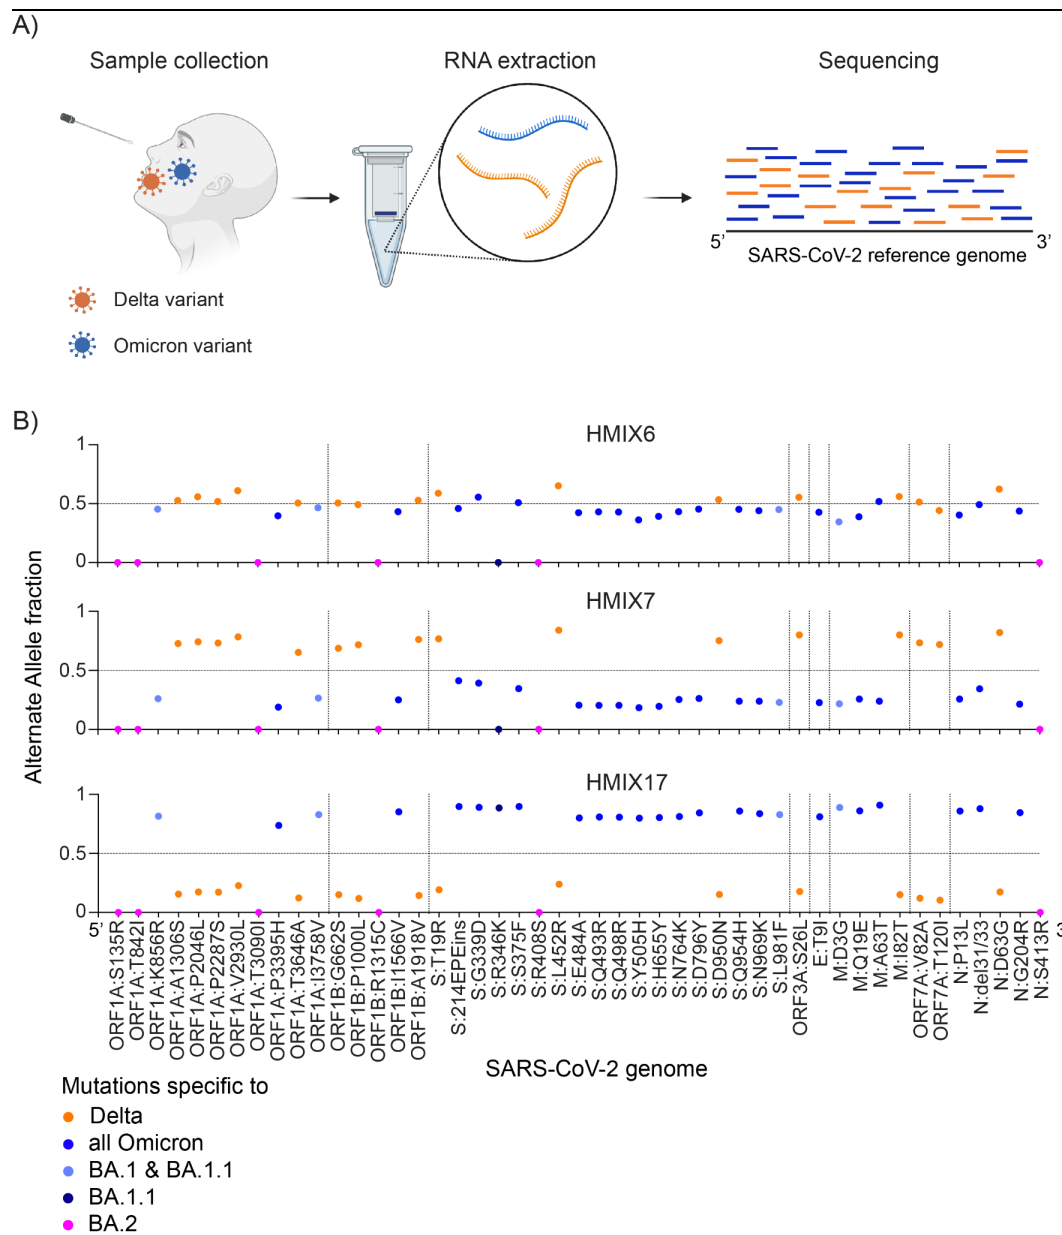 A)
Sample collection
RNA extraction
Sequencing
5’
3’
SARS-CoV-2 reference genome
Delta variant
Omicron variant
B)
HMIX6
1
0.5
0
HMIX7
1
0.5
0
HMIX17
1
0.5
0
Alternate Allele fraction
5’
ORF1A:S135R
ORF1A:T842I
ORF1A:K856R
ORF1A:A1306S
ORF1A:P2046L
ORF1A:P2287S
ORF1A:V2930L
ORF1A:T3090I
ORF1A:P3395H
ORF1A:T3646A
ORF1A:I3758V
ORF1B:G662S
ORF1B:P1000L
ORF1B:R1315C
ORF1B:I1566V
ORF1B:A1918V
S:T19R
S:214EPEins
S:G339D
S:R346K
S:S375F
S:R408S
S:L452R
S:E484A
S:Q493R
S:Q498R
S:Y505H
S:H655Y
S:N764K
S:D796Y
S:D950N
S:Q954H
S:N969K
S:L981F
ORF3A:S26L
E:T9I
M:D3G
M:Q19E
M:A63T
M:I82T
ORF7A:V82A
ORF7A:T120I
N:P13L
N:del31/33
N:D63G
N:G204R
N:S413R
SARS-CoV-2 genome
Mutations specific to
Delta
all Omicron
BA.1 & BA.1.1
BA.1.1
BA.2